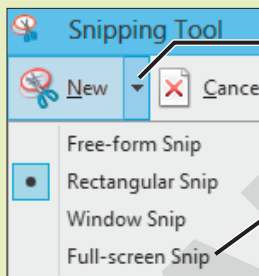 Snipping Tool
New Cance
Free-form Snip
Rectangular Snip
Window Snip
Full-screen Snip